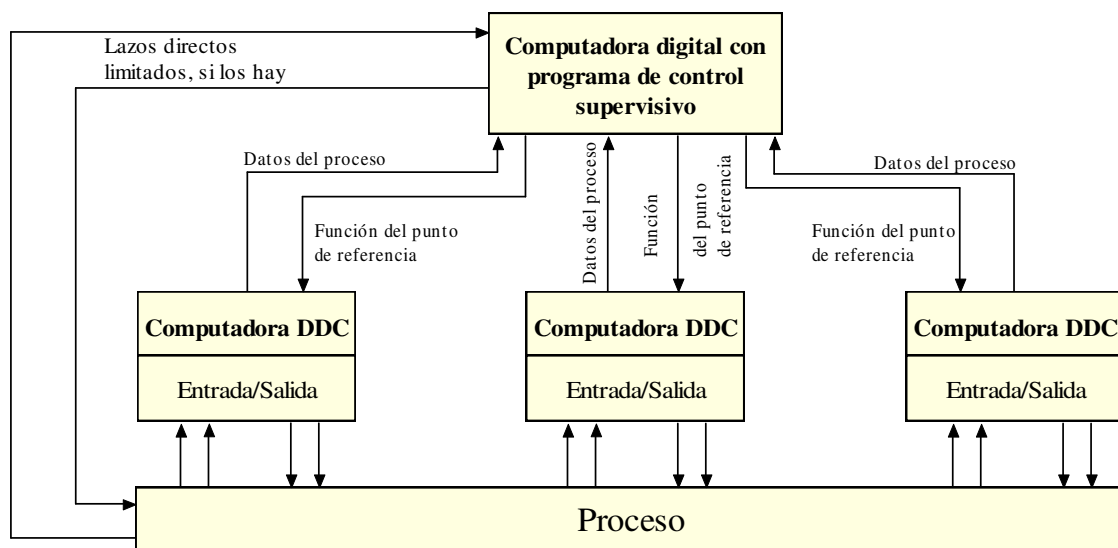 Computadora digital con
programa de control
supervisivo
Lazos directos
limitados, si los hay
Datos del proceso
Función del punto
de referencia
Datos del proceso
Función
del punto
de referencia
Datos del proceso
Función del punto
de referencia
Computadora DDC
Entrada/Salida
Computadora DDC
Entrada/Salida
Computadora DDC
Entrada/Salida
Proceso